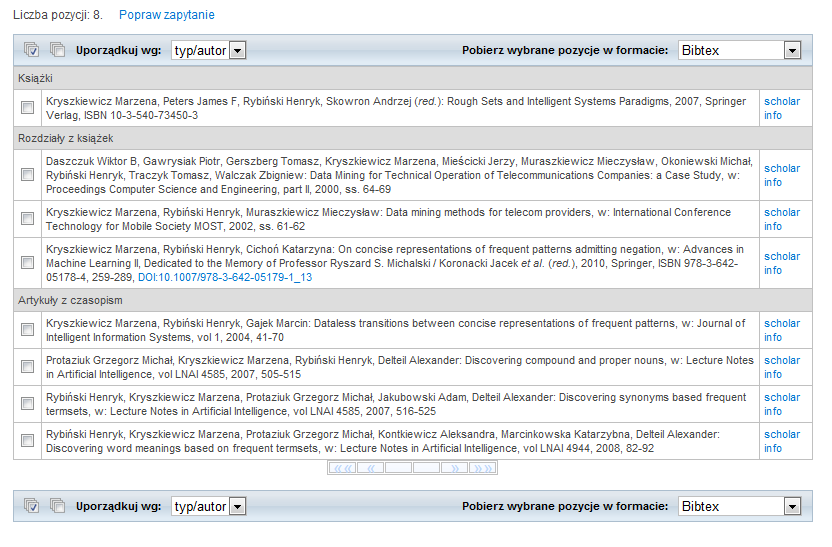 Liczba pozycji: 8. Popraw zapytanie
Uporządkuj wg: typ/autor Pobierz wybrane pozycje w formacie: Bibtex
Książki
Kryszkiewicz Marzena, Peters James F, Rybiński Henryk, Skowron Andrzej (red.): Rough Sets and Intelligent Systems Paradigms, 2007, Springer
Verlag, ISBN 10-3-540-73450-3
scholar
info
Rozdziały z książek
Daszczuk Wiktor B, Gawrysiak Piotr, Gerszberg Tomasz, Kryszkiewicz Marzena, Mieścicki Jerzy, Muraszkiewicz Mieczysław, Okoniewski Michał,
Rybiński Henryk, Traczyk Tomasz, Walczak Zbigniew: Data Mining for Technical Operation of Telecommunications Companies: a Case Study, w:
Proceedings Computer Science and Engineering, part II, 2000, ss. 64-69
scholar
info
Kryszkiewicz Marzena, Rybiński Henryk, Muraszkiewicz Mieczysław: Data mining methods for telecom providers, w: International Conference
Technology for Mobile Society MOST, 2002, ss. 61-62
scholar
info
Kryszkiewicz Marzena, Rybiński Henryk, Cichoń Katarzyna: On concise representations of frequent patterns admitting negation, w: Advances in
Machine Learning II, Dedicated to the Memory of Professor Ryszard S. Michalski / Koronacki Jacek et al. (red.), 2010, Springer, ISBN 978-3-642-
05178-4, 259-289, DOI:10.1007/978-3-642-05179-1_13
scholar
info
Artykuły z czasopism
Kryszkiewicz Marzena, Rybiński Henryk, Gajek Marcin: Dataless transitions between concise representations of frequent patterns, w: Journal of
Intelligent Information Systems, vol 1, 2004, 41-70
scholar
info
Protaziuk Grzegorz Michał, Kryszkiewicz Marzena, Rybiński Henryk, Delteil Alexander: Discovering compound and proper nouns, w: Lecture Notes
in Artificial Intelligence, vol LNAI 4585, 2007, 505-515
scholar
info
Rybiński Henryk, Kryszkiewicz Marzena, Protaziuk Grzegorz Michał, Jakubowski Adam, Delteil Alexander: Discovering synonyms based frequent
termsets, w: Lecture Notes in Artificial Intelligence, vol LNAI 4585, 2007, 516-525
scholar
info
Rybiński Henryk, Kryszkiewicz Marzena, Protaziuk Grzegorz Michał, Kontkiewicz Aleksandra, Marcinkowska Katarzybna, Delteil Alexander:
Discovering word meanings based on frequent termsets, w: Lecture Notes in Artificial Intelligence, vol LNAI 4944, 2008, 82-92
scholar
info
«« « » »»
Uporządkuj wg: typ/autor Pobierz wybrane pozycje w formacie: Bibtex